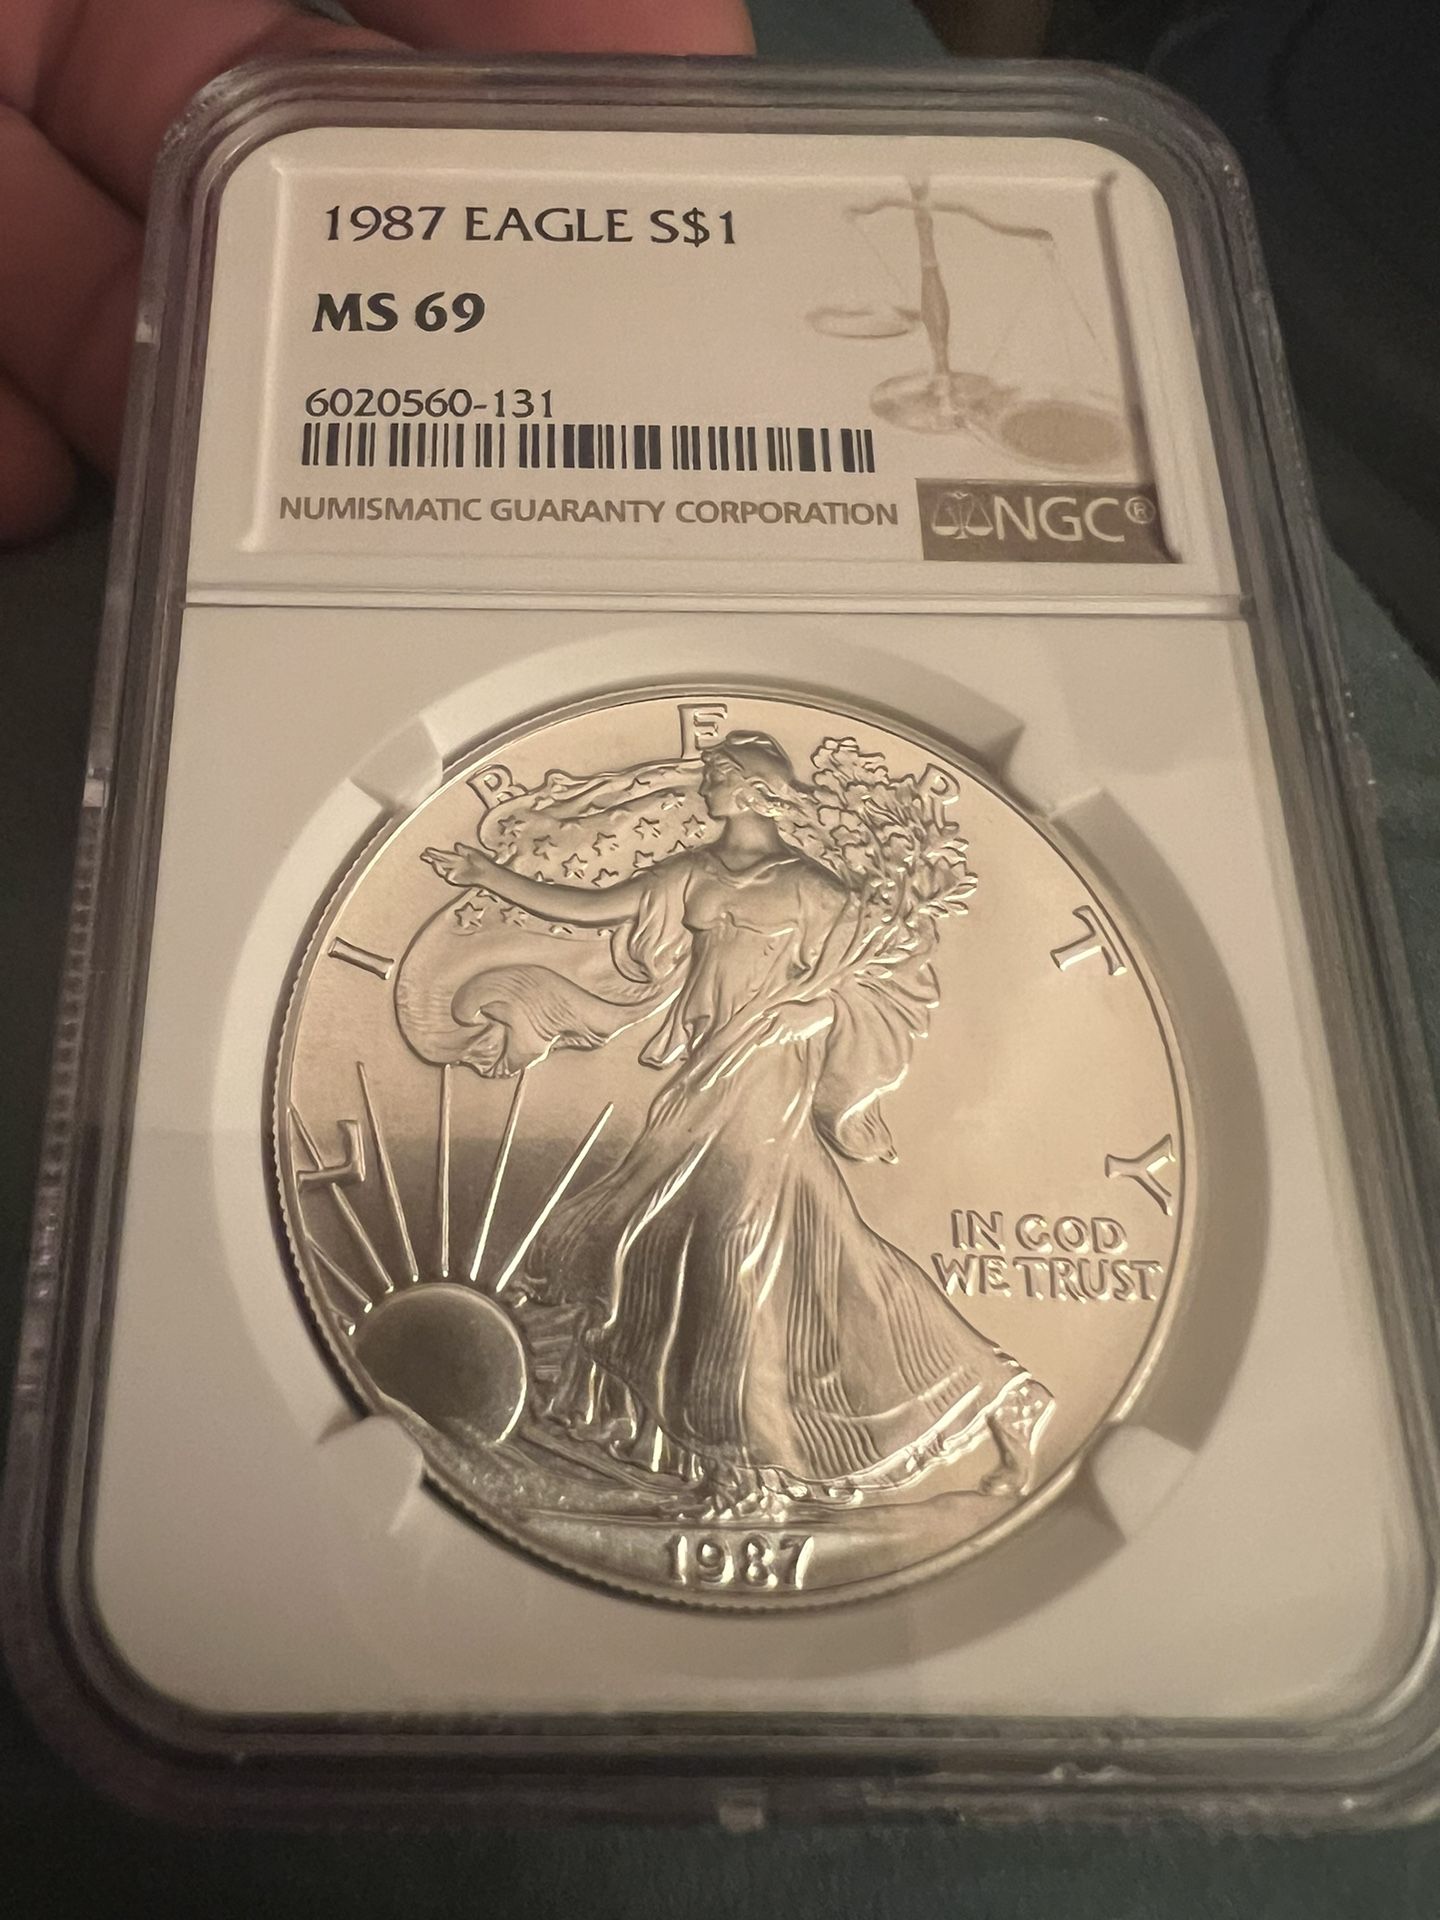 1987 EAGLE S$1
MS 69
6020560-131
NUMISMATIC GUARANTY CORPORATION NGC®
LIBERTY
IN GOD
WE TRUST
1987